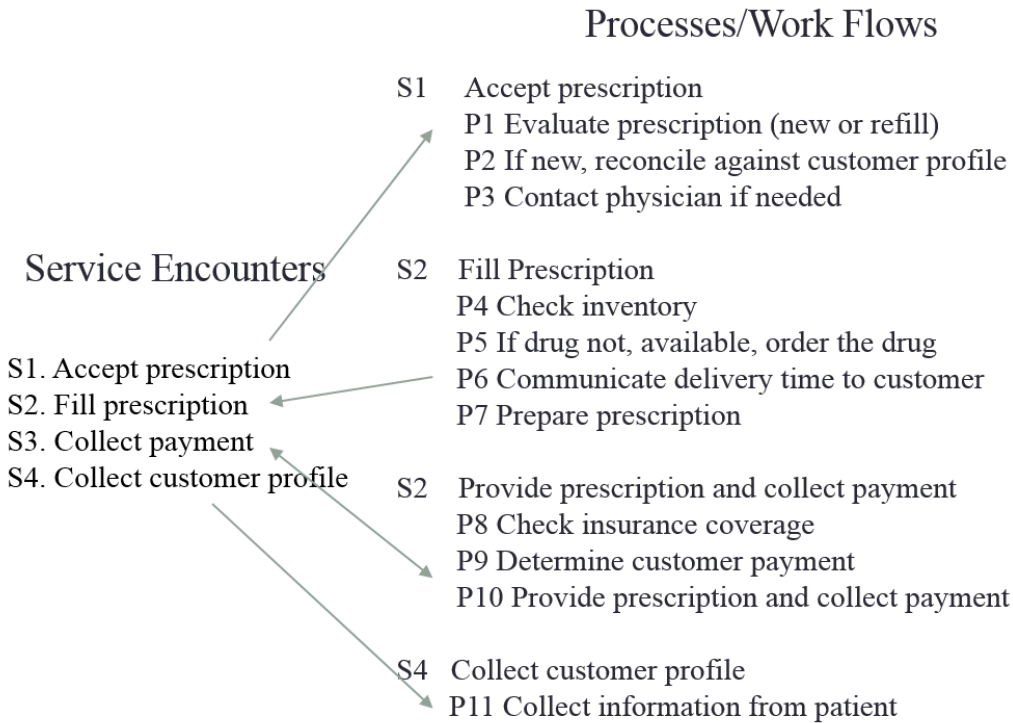 Processes/Work Flows
S1 Accept prescription
P1 Evaluate prescription (new or refill)
P2 If new, reconcile against customer profile
P3 Contact physician if needed
Service Encounters
S1. Accept prescription
S2. Fill prescription
S3. Collect payment
S4. Collect customer profile
S2 Fill Prescription
P4 Check inventory
P5 If drug not, available, order the drug
P6 Communicate delivery time to customer
P7 Prepare prescription
S2 Provide prescription and collect payment
P8 Check insurance coverage
P9 Determine customer payment
P10 Provide prescription and collect payment
S4 Collect customer profile
P11 Collect information from patient